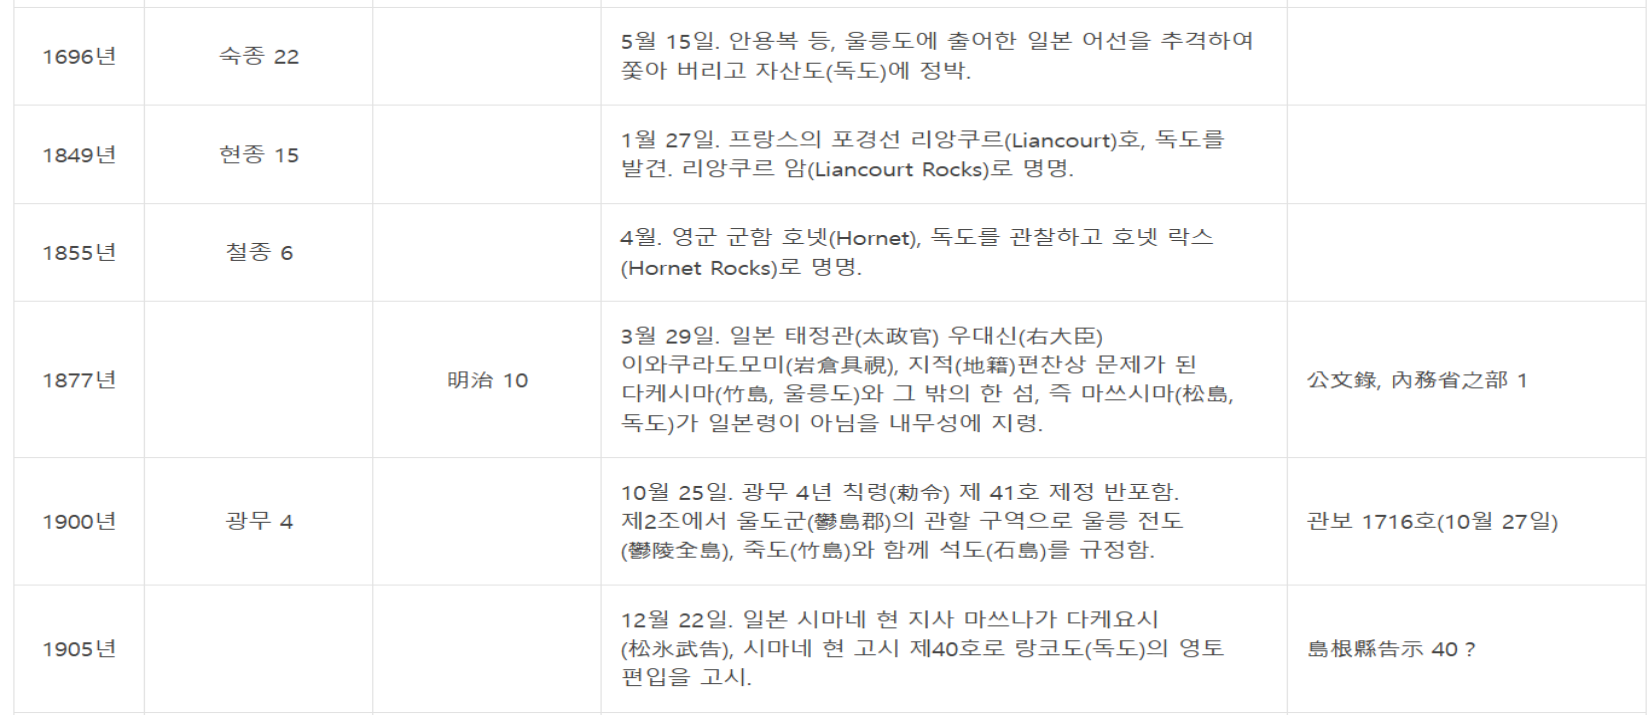 1696년 숙종 22 5월 15일. 안용복 등, 울릉도에 출어한 일본 어선을 추격하여
쫓아 버리고 자산도(독도)에 정박.
1849년 현종 15 1월 27일. 프랑스의 포경선 리앙쿠르(Liancourt)호, 독도를
발견. 리앙쿠르 암(Liancourt Rocks)로 명명.
1855년 철종 6 4월. 영군 군함 호넷(Hornet), 독도를 관찰하고 호넷 락스
(Hornet Rocks)로 명명.
1877년 明治 10 3월 29일. 일본 태정관(太政官) 우대신(右大臣)
이와쿠라도모미(岩倉具視), 지적(地籍)편찬상 문제가 된
다케시마(竹島, 울릉도)와 그 밖의 한 섬, 즉 마쓰시마(松島,
독도)가 일본령이 아님을 내무성에 지령.
公文錄, 內務省之部 1
1900년 광무 4 10월 25일. 광무 4년 칙령(勅令) 제 41호 제정 반포함.
제2조에서 울도군(鬱島郡)의 관할 구역으로 울릉 전도
(鬱陵全島), 죽도(竹島)와 함께 석도(石島)를 규정함.
관보 1716호(10월 27일)
1905년 12월 22일. 일본 시마네 현 지사 마쓰나가 다케요시
(松氷武告), 시마네 현 고시 제40호로 랑코도(독도)의 영토
편입을 고시.
島根縣告示 40 ?